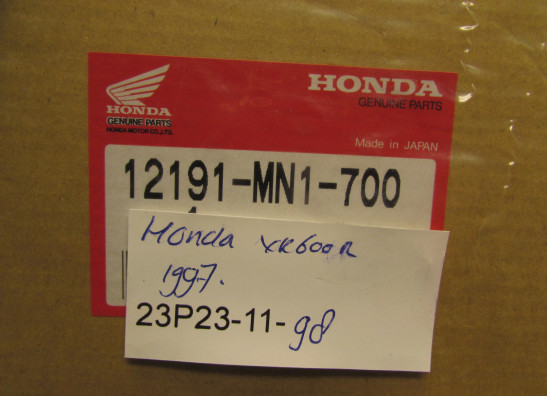 HONDA
GENUINE PARTS
HONDA MOTOR CO.,LTD.
HONDA
GENUINE PARTS
Made in JAPAN
12191-MN1-700
Honda XR600R
1997.
23P23-11-98